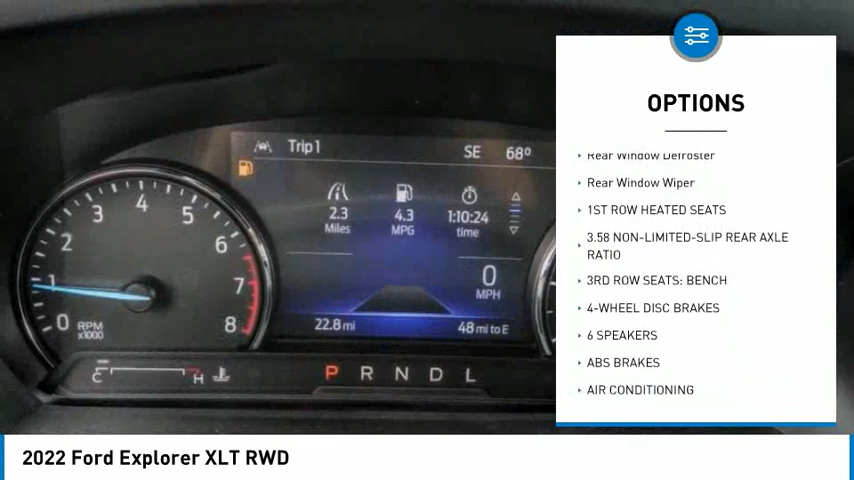 Trip 1
SE 68°
2.3 4.3 1:10:24
Miles MPG time
0
MPH
22.8 mi 48 mi to E
0 1 2 3 4 5 6 7 8
RPM
x1000
C H
P R N D L
OPTIONS
Rear Window Defroster
Rear Window Wiper
1ST ROW HEATED SEATS
3.58 NON-LIMITED-SLIP REAR AXLE
RATIO
3RD ROW SEATS: BENCH
4-WHEEL DISC BRAKES
6 SPEAKERS
ABS BRAKES
AIR CONDITIONING
2022 Ford Explorer XLT RWD